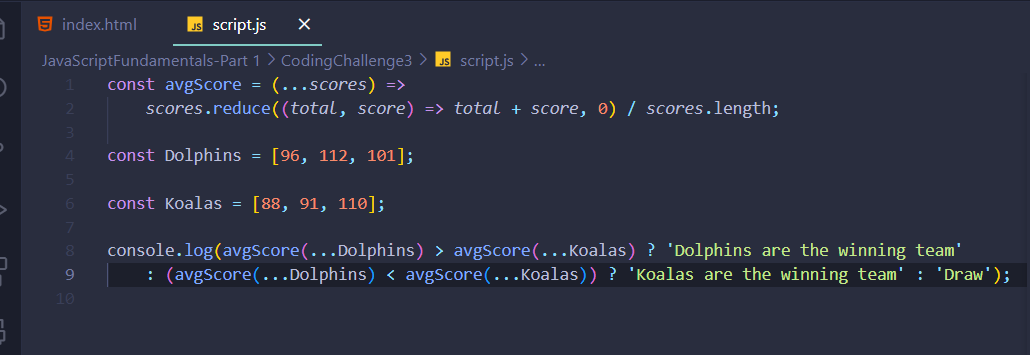 index.html JS script.js ×
JavaScriptFundamentals-Part 1 > CodingChallenge3 > JS script.js > ...
1 const avgScore = (...scores) =>
2 scores.reduce((total, score) => total + score, 0) / scores.length;
3
4 const Dolphins = [96, 112, 101];
5
6 const Koalas = [88, 91, 110];
7
8 console.log(avgScore(...Dolphins) > avgScore(...Koalas) ? 'Dolphins are the winning team'
9 : (avgScore(...Dolphins) < avgScore(...Koalas)) ? 'Koalas are the winning team' : 'Draw');
10